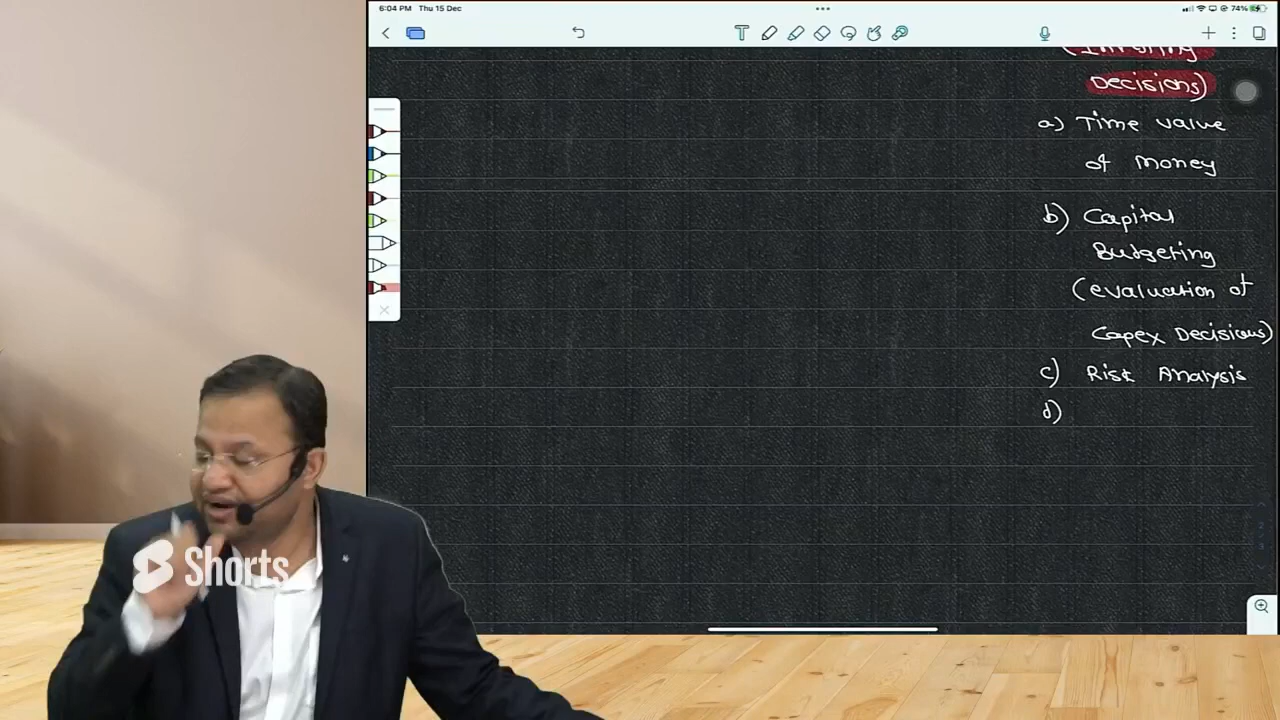 6:04 PM Thu 15 Dec
74%
T
Decisions)
a) Time value
of Money
b) Capital
Budgeting
(evaluation of
Capex Decisions)
c) Risk Analysis
d)
Shorts